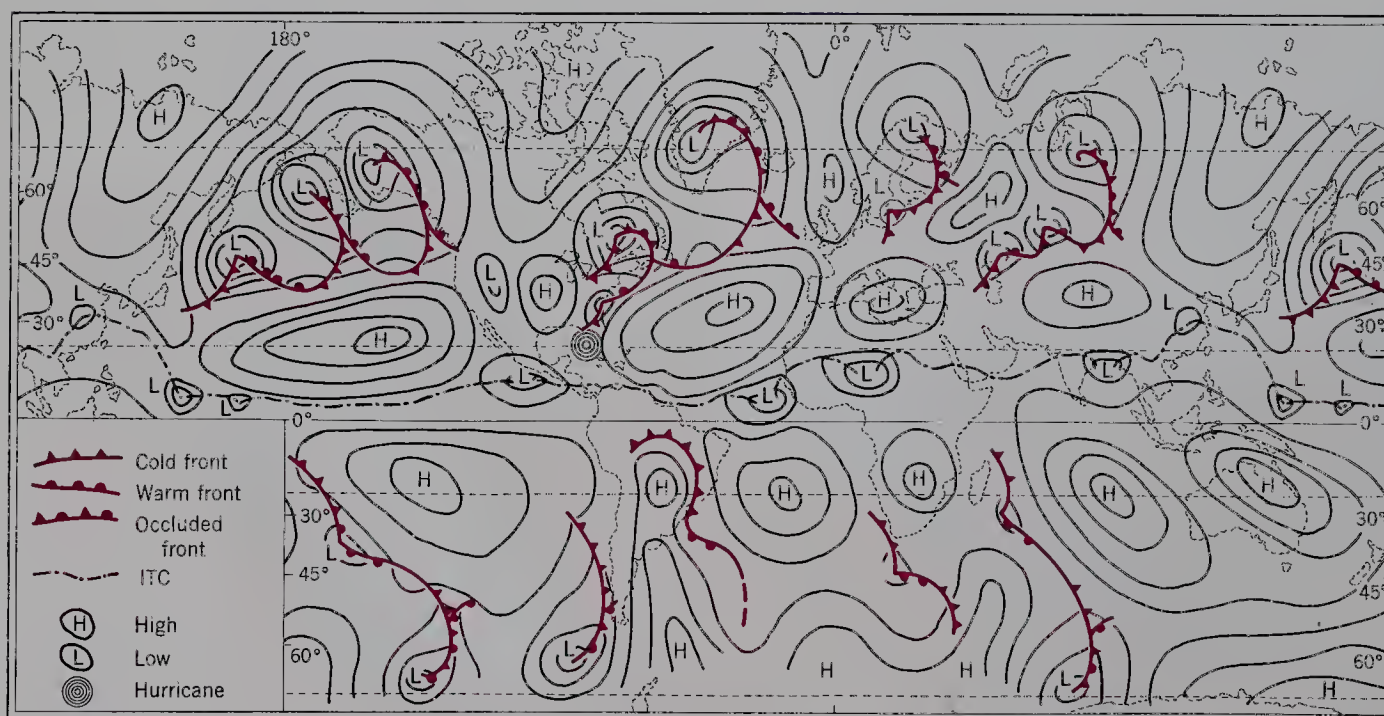 180° 0°
H
H
L
L
L
L
L
60° H L H 60°
L
L
L
L
L
45° 45°
L
H
H
H
H
L
L
L
30° H 30°
L
L
L
L
L
L
L
L
L
0° 0°
Cold front
Warm front
Occluded
front
ITC
H High
L Low
Hurricane
H
H
H
H
H
H
30° 30°
L
45° 45°
L
60° L H H H 60°
L
H